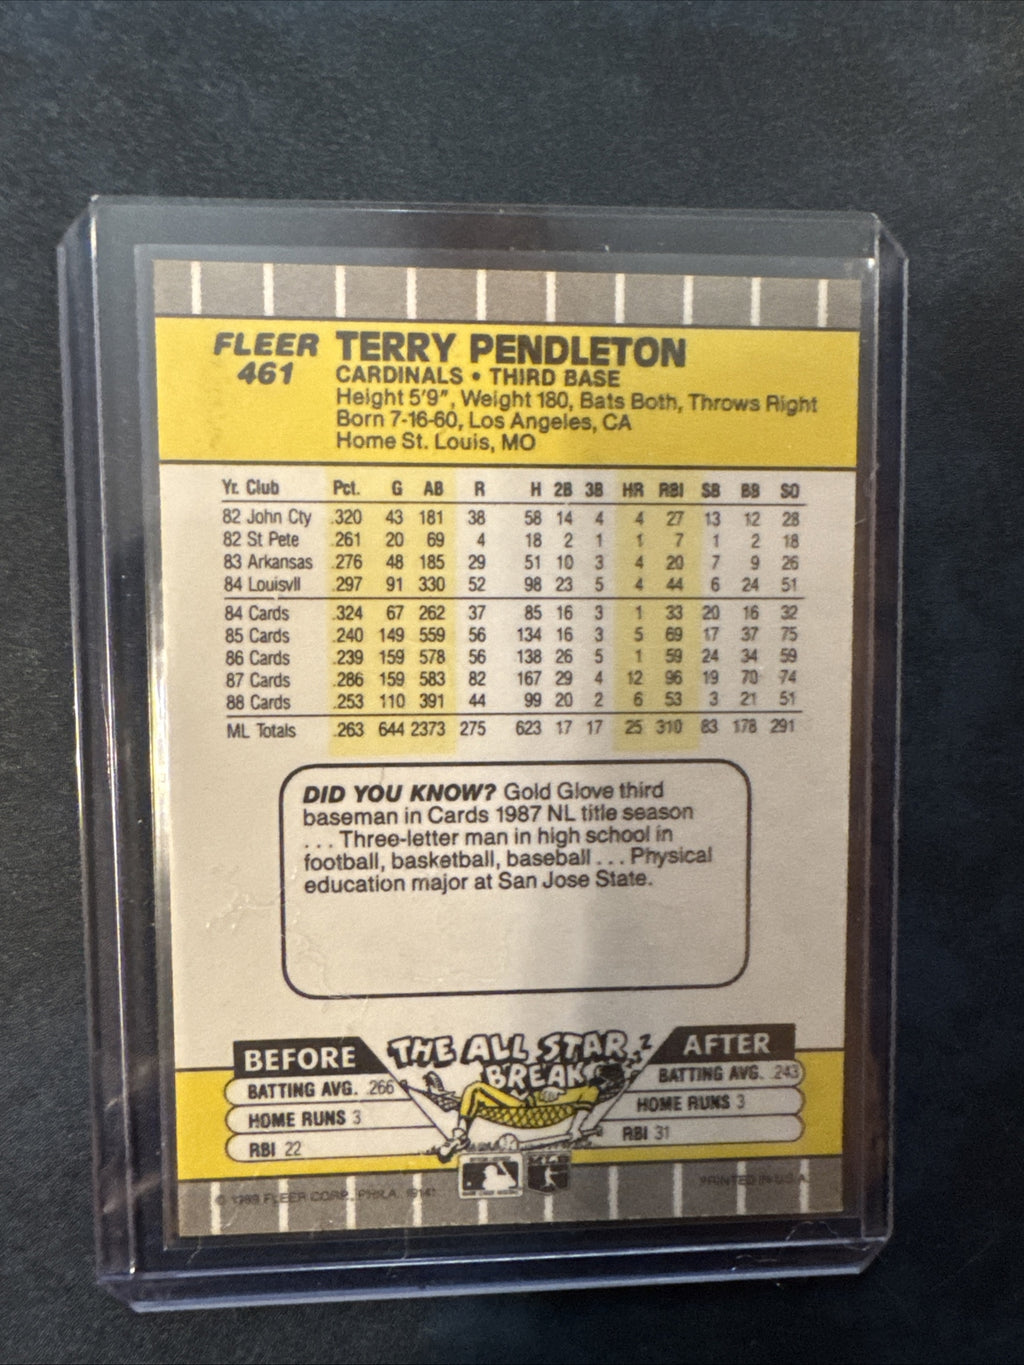 FLEER
461
TERRY PENDLETON
CARDINALS • THIRD BASE
Height 5'9", Weight 180, Bats Both, Throws Right
Born 7-16-60, Los Angeles, CA
Home St. Louis, MO
Yr. Club Pct. G AB R H 2B 3B HR RBI SB BB SO
82 John Cty .320 43 181 38 58 14 4 4 27 13 12 28
82 St Pete .261 20 69 4 18 2 1 1 7 1 2 18
83 Arkansas .276 48 185 29 51 10 3 4 20 7 9 26
84 Louisvll .297 91 330 52 98 23 5 4 44 6 24 51
84 Cards .324 67 262 37 85 16 3 1 33 20 16 32
85 Cards .240 149 559 56 134 16 3 5 69 17 37 75
86 Cards .239 159 578 56 138 26 5 1 59 24 34 59
87 Cards .286 159 583 82 167 29 4 12 96 19 70 74
88 Cards .253 110 391 44 99 20 2 6 53 3 21 51
ML Totals .263 644 2373 275 623 17 17 25 310 83 178 291
DID YOU KNOW? Gold Glove third
baseman in Cards 1987 NL title season
... Three-letter man in high school in
football, basketball, baseball ... Physical
education major at San Jose State.
THE ALL STAR
BREAK
BEFORE
BATTING AVG. .266
HOME RUNS 3
RBI 22
AFTER
BATTING AVG. .243
HOME RUNS 3
RBI 31
© 1989 FLEER CORP., PHILA. 19141
PRINTED IN U.S.A.